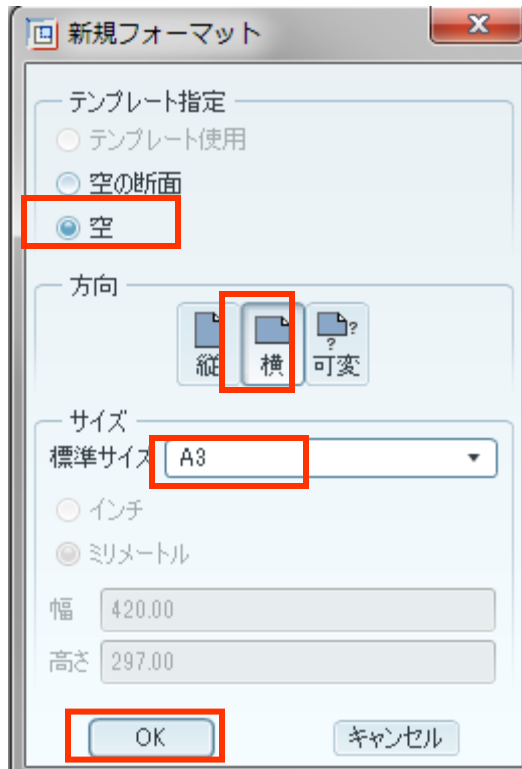 新規フォーマット
テンプレート指定
テンプレート使用
空の断面
空
方向
縦 横 可変
サイズ
標準サイズ A3
インチ
ミリメートル
幅 420.00
高さ 297.00
OK キャンセル